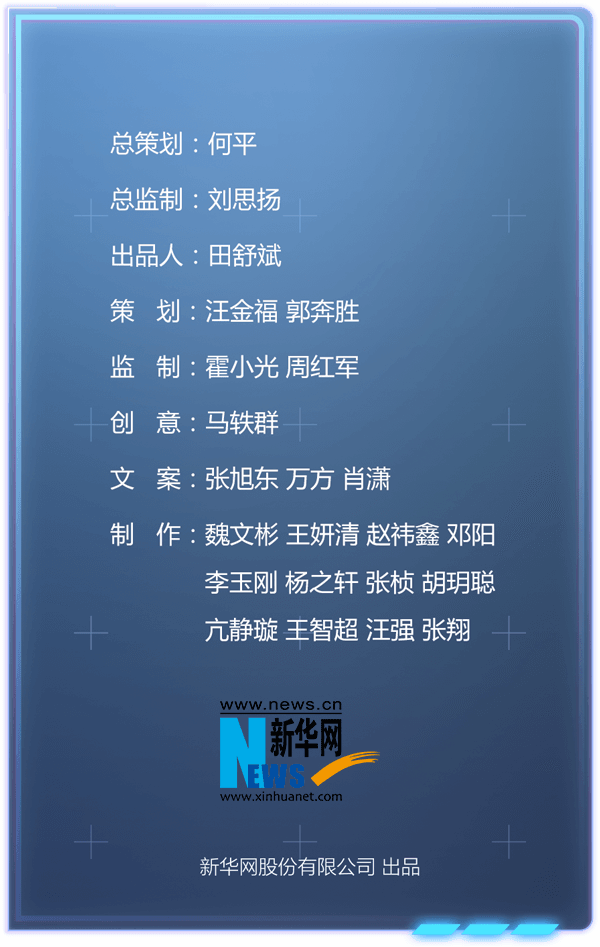 总策划：何平
总监制：刘思扬
出品人：田舒斌
策 划：汪金福 郭奔胜
监 制：霍小光 周红军
创 意：马轶群
文 案：张旭东 万方 肖潇
制 作：魏文彬 王妍清 赵祎鑫 邓阳
李玉刚 杨之轩 张桢 胡玥聪
亢静璇 王智超 汪强 张翔
www.news.cn
新华网
NEWS
www.xinhuanet.com
新华网股份有限公司 出品